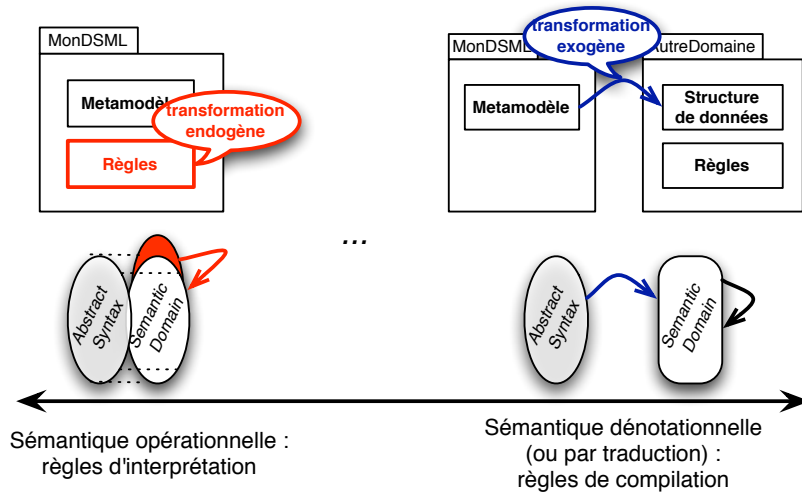 MonDSML
Metamodèl
transformation
endogène
Règles
MonDSML
transformation
exogène
AutreDomaine
Metamodèle
Structure
de données
Règles
...
Abstract
Syntax
Semantic
Domain
Abstract
Syntax
Semantic
Domain
Sémantique opérationnelle :
règles d'interprétation
Sémantique dénotationnelle
(ou par traduction) :
règles de compilation